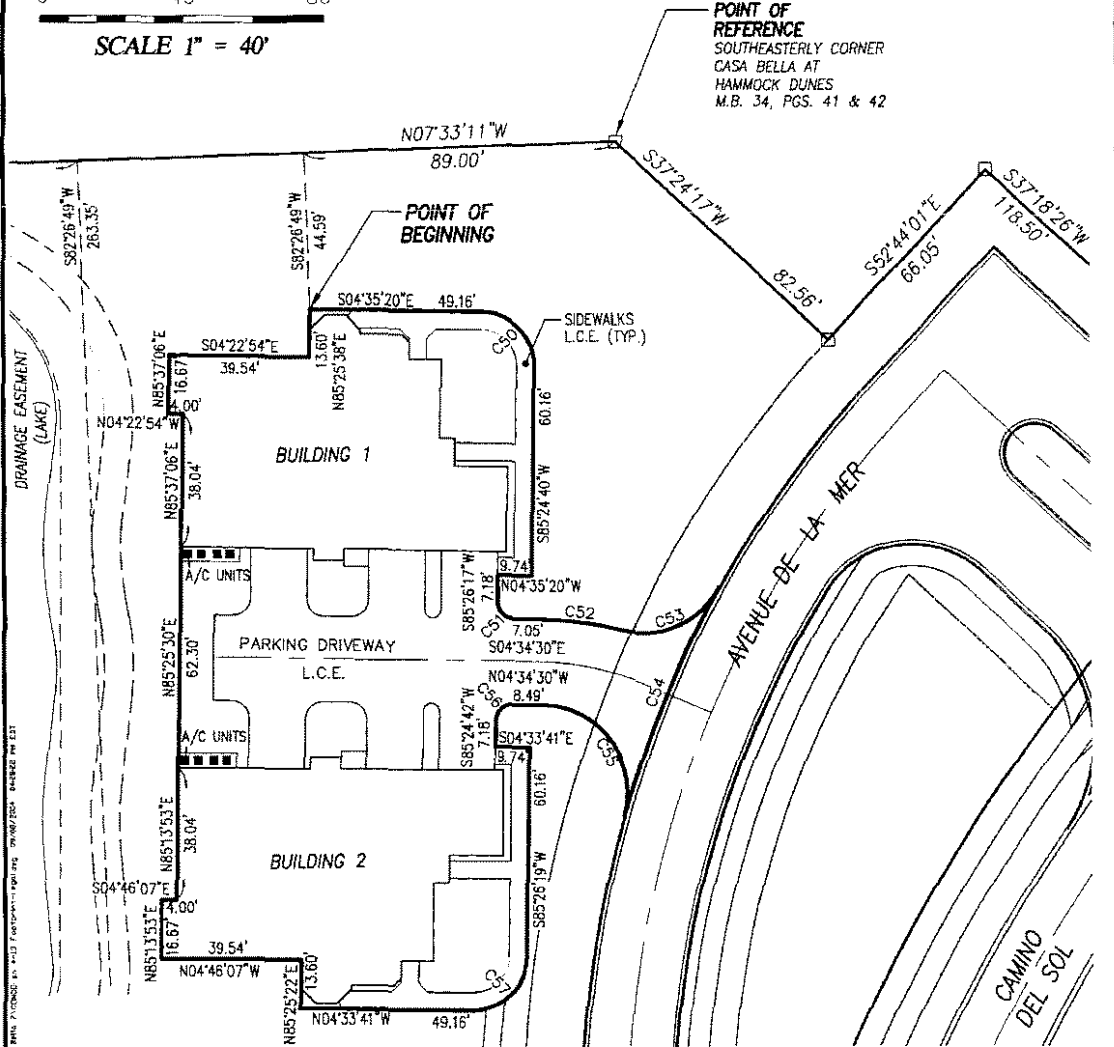 SCALE 1" = 40'
POINT OF
REFERENCE
SOUTHEASTERLY CORNER
CASA BELLA AT
HAMMOCK DUNES
M.B. 34, PGS. 41 & 42
N07°33'11"W
89.00'
S37°24'17"W
82.56'
S52°44'01"E
66.05'
S37°18'26"W
118.50'
S82°26'49"W
263.35'
S82°26'49"W
44.59'
POINT OF
BEGINNING
S04°35'20"E 49.16'
C50
SIDEWALKS
L.C.E. (TYP.)
S04°22'54"E
39.54'
13.60'
N85°25'38"E
N85°37'06"E
16.67'
4.00'
N04°22'54"W
60.16'
S85°24'40"W
DRAINAGE EASEMENT
(LAKE)
BUILDING 1
N85°37'06"E
38.04'
9.74'
N04°35'20"W
S85°26'17"W
7.18'
A/C UNITS
C51
7.05'
C52
C53
S04°34'30"E
PARKING DRIVEWAY
L.C.E.
N85°25'30"E
62.30'
N04°34'30"W
8.49'
C54
AVENUE DE LA MER
C56
S85°24'42"W
7.18'
S04°33'41"E
9.74'
C55
A/C UNITS
60.16'
S85°26'19"W
N85°13'53"E
38.04'
BUILDING 2
S04°46'07"E
4.00'
N85°13'53"E
16.67'
39.54'
N04°46'07"W
13.60'
N85°25'22"E
C57
N04°33'41"W 49.16'
CAMINO
DEL SOL